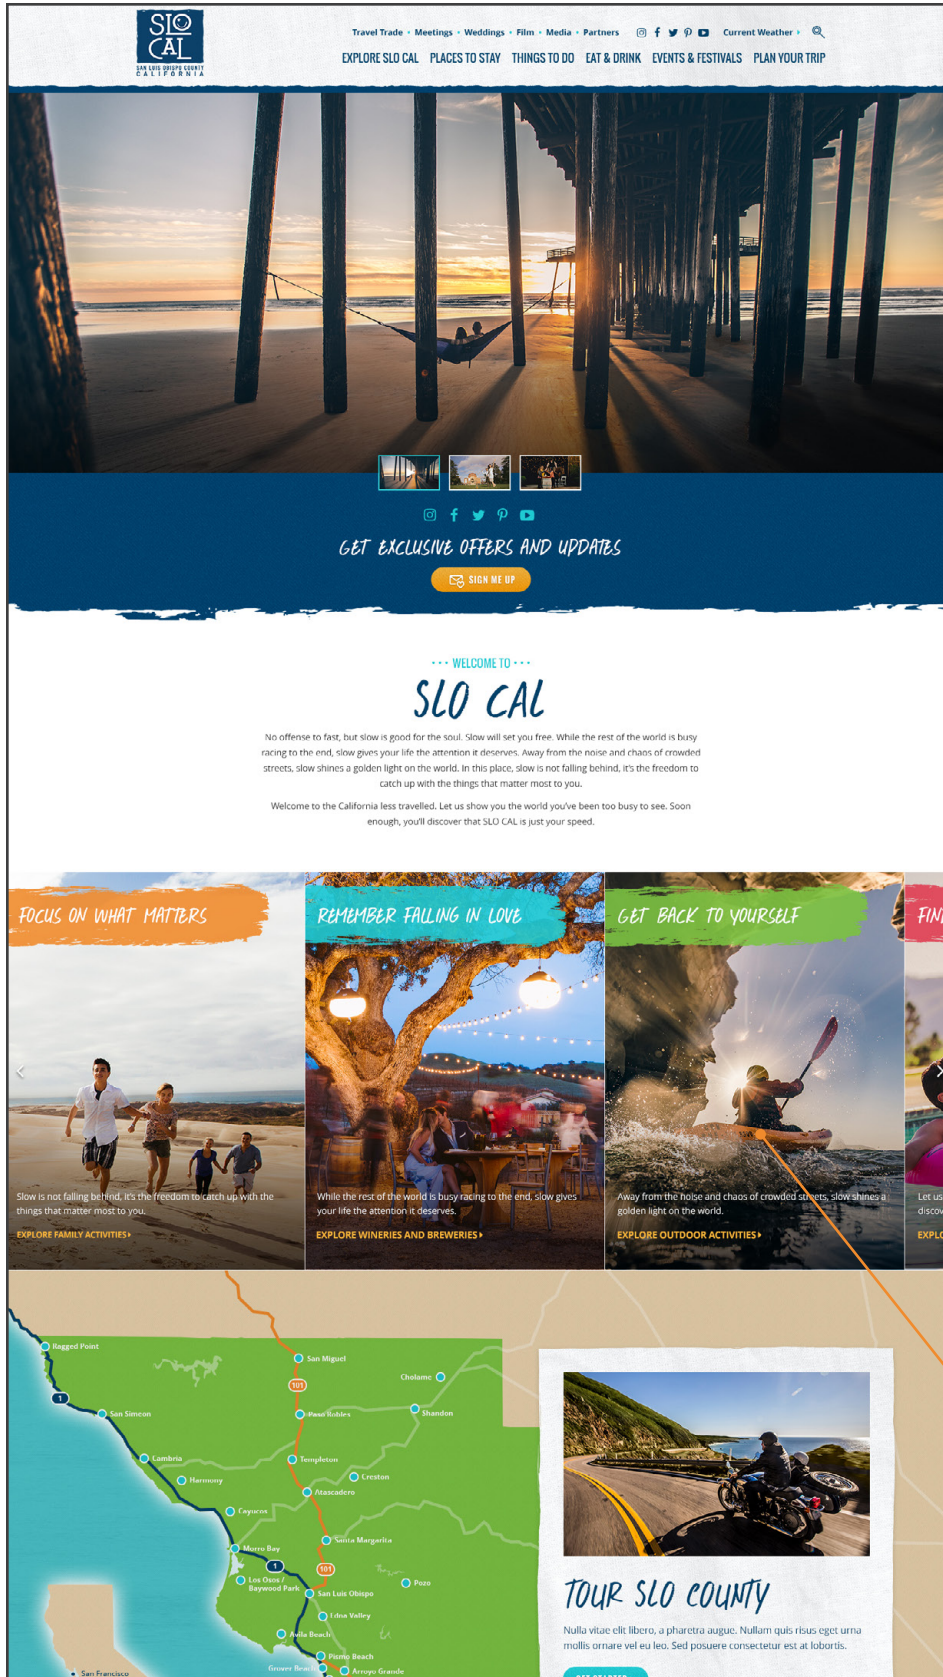 SLO
CAL
SAN LUIS OBISPO COUNTY
CALIFORNIA
Travel Trade • Meetings • Weddings • Film • Media • Partners
Current Weather
EXPLORE SLO CAL PLACES TO STAY THINGS TO DO EAT & DRINK EVENTS & FESTIVALS PLAN YOUR TRIP
GET EXCLUSIVE OFFERS AND UPDATES
SIGN ME UP
• • • WELCOME TO • • •
SLO CAL
No offense to fast, but slow is good for the soul. Slow will set you free. While the rest of the world is busy
racing to the end, slow gives your life the attention it deserves. Away from the noise and chaos of crowded
streets, slow shines a golden light on the world. In this place, slow is not falling behind, it's the freedom to
catch up with the things that matter most to you.
Welcome to the California less travelled. Let us show you the world you've been too busy to see. Soon
enough, you'll discover that SLO CAL is just your speed.
FOCUS ON WHAT MATTERS
Slow is not falling behind, it's the freedom to catch up with the
things that matter most to you.
EXPLORE FAMILY ACTIVITIES
REMEMBER FALLING IN LOVE
While the rest of the world is busy racing to the end, slow gives
your life the attention it deserves.
EXPLORE WINERIES AND BREWERIES
GET BACK TO YOURSELF
Away from the noise and chaos of crowded streets, slow shines a
golden light on the world.
EXPLORE OUTDOOR ACTIVITIES
FIN
Let us
discov
EXPLO
Ragged Point
San Miguel
Cholame
101
1
San Simeon
Paso Robles
Shandon
Cambria
Templeton
Harmony
Creston
Atascadero
Cayucos
Santa Margarita
Morro Bay
1
101
Los Osos /
Baywood Park
Pozo
San Luis Obispo
Edna Valley
Avila Beach
Pismo Beach
Grover Beach
Arroyo Grande
San Francisco
TOUR SLO COUNTY
Nulla vitae elit libero, a pharetra augue. Nullam quis risus eget urna
mollis ornare vel eu leo. Sed posuere consectetur est at lobortis.